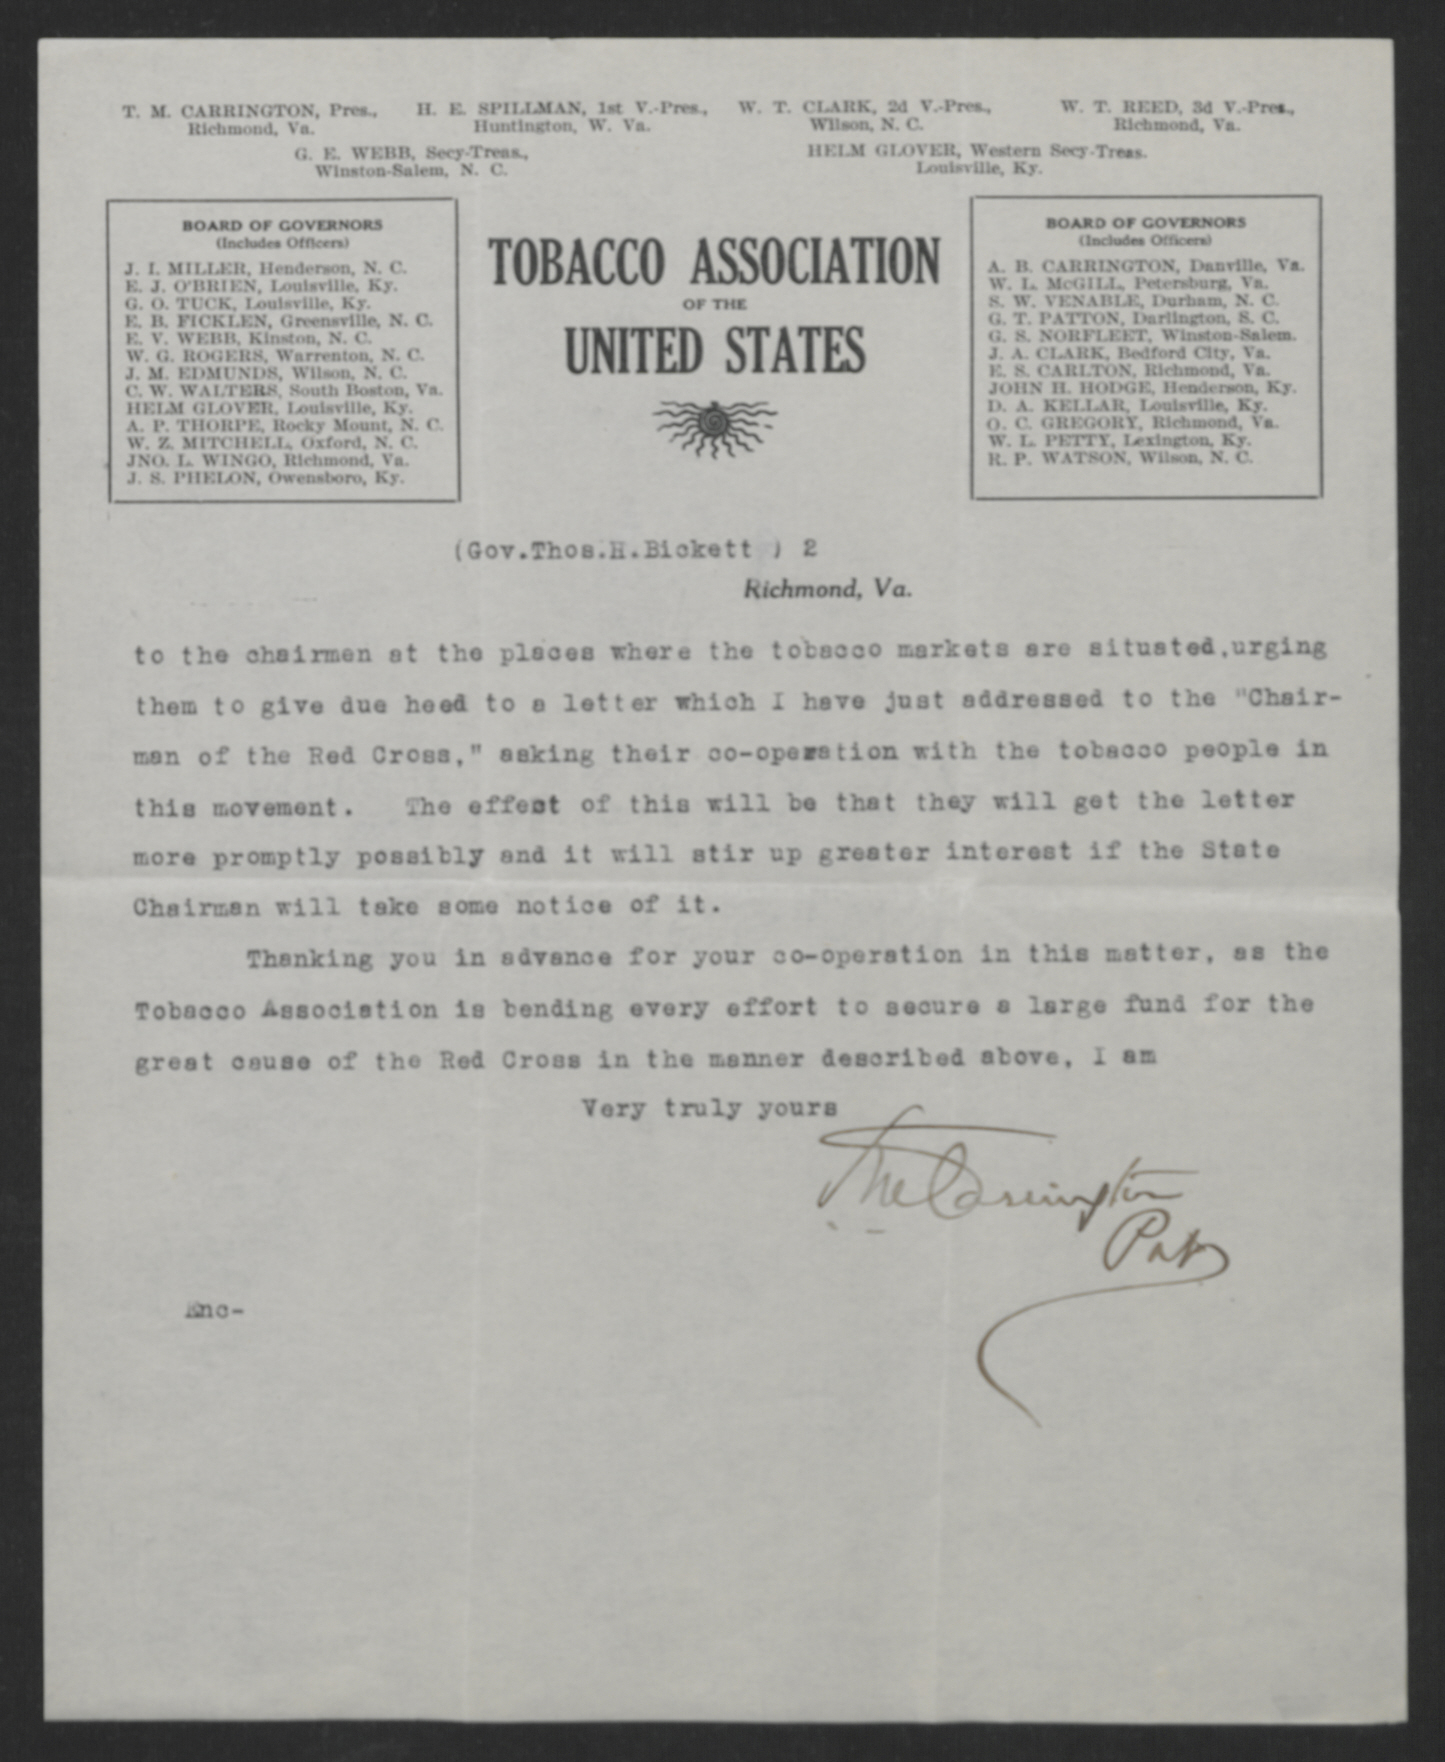 T. M. CARRINGTON, Pres., H. E. SPILLMAN, 1st V.-Pres., W. T. CLARK, 2d V.-Pres., W. T. REED, 3d V.-Pres.,
Richmond, Va. Huntington, W. Va. Wilson, N. C. Richmond, Va.
G. E. WEBB, Secy-Treas., HELM GLOVER, Western Secy-Treas.
Winston-Salem, N. C. Louisville, Ky.
BOARD OF GOVERNORS
(Includes Officers)
J. I. MILLER, Henderson, N. C.
E. J. O'BRIEN, Louisville, Ky.
G. O. TUCK, Louisville, Ky.
E. B. FICKLEN, Greensville, N. C.
E. V. WEBB, Kinston, N. C.
W. G. ROGERS, Warrenton, N. C.
J. M. EDMUNDS, Wilson, N. C.
C. W. WALTERS, South Boston, Va.
HELM GLOVER, Louisville, Ky.
A. P. THORPE, Rocky Mount, N. C.
W. Z. MITCHELL, Oxford, N. C.
JNO. L. WINGO, Richmond, Va.
J. S. PHELON, Owensboro, Ky.
TOBACCO ASSOCIATION
OF THE
UNITED STATES
BOARD OF GOVERNORS
(Includes Officers)
A. B. CARRINGTON, Danville, Va.
W. L. McGILL, Petersburg, Va.
S. W. VENABLE, Durham, N. C.
G. T. PATTON, Darlington, S. C.
G. S. NORFLEET, Winston-Salem.
J. A. CLARK, Bedford City, Va.
E. S. CARLTON, Richmond, Va.
JOHN H. HODGE, Henderson, Ky.
D. A. KELLAR, Louisville, Ky.
O. C. GREGORY, Richmond, Va.
W. L. PETTY, Lexington, Ky.
R. P. WATSON, Wilson, N. C.
(Gov.Thos.H.Bickett ) 2
Richmond, Va.
to the chairmen at the places where the tobacco markets are situated,urging
them to give due heed to a letter which I have just addressed to the "Chair-
man of the Red Cross," asking their co-operation with the tobacco people in
this movement. The effect of this will be that they will get the letter
more promptly possibly and it will stir up greater interest if the State
Chairman will take some notice of it.
Thanking you in advance for your co-operation in this matter, as the
Tobacco Association is bending every effort to secure a large fund for the
great cause of the Red Cross in the manner described above, I am
Very truly yours
TM Carrington
Enc-